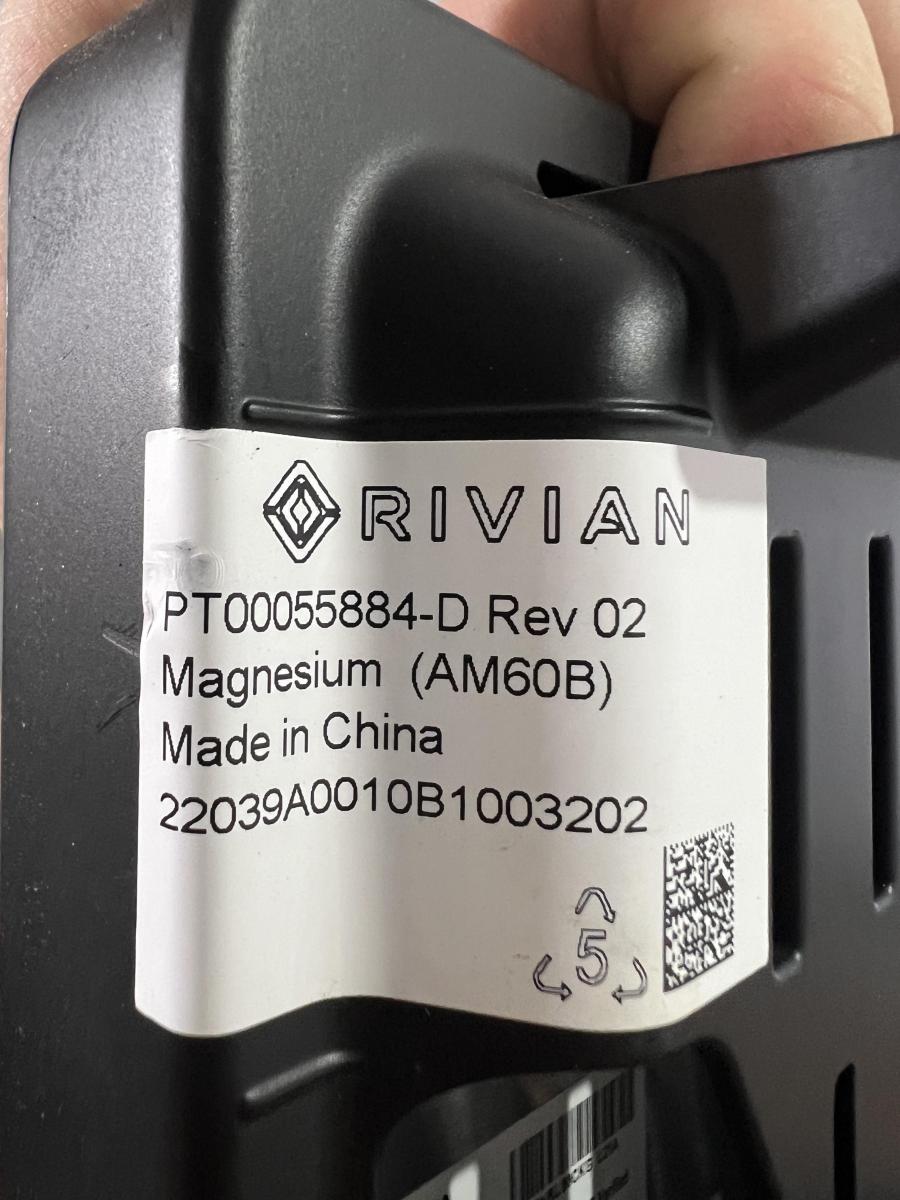 RIVIAN
PT00055884-D Rev 02
Magnesium (AM60B)
Made in China
22039A0010B1003202
5